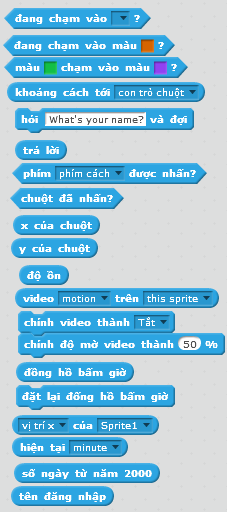 đang chạm vào ?
đang chạm vào màu ?
màu chạm vào màu ?
khoảng cách tới con trỏ chuột
hỏi What's your name? và đợi
trả lời
phím phím cách được nhấn?
chuột đã nhấn?
x của chuột
y của chuột
độ ồn
video motion trên this sprite
chỉnh video thành Tắt
chỉnh độ mờ video thành 50 %
đồng hồ bấm giờ
đặt lại đồng hồ bấm giờ
vị trí x của Sprite1
hiện tại minute
số ngày từ năm 2000
tên đăng nhập